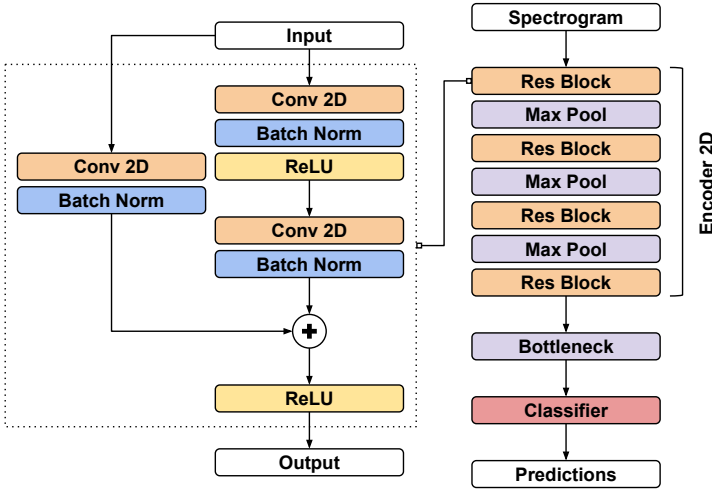 Input
Conv 2D
Batch Norm
ReLU
Conv 2D
Batch Norm
Conv 2D
Batch Norm
+
ReLU
Output
Spectrogram
Res Block
Max Pool
Res Block
Max Pool
Res Block
Max Pool
Res Block
Encoder 2D
Bottleneck
Classifier
Predictions